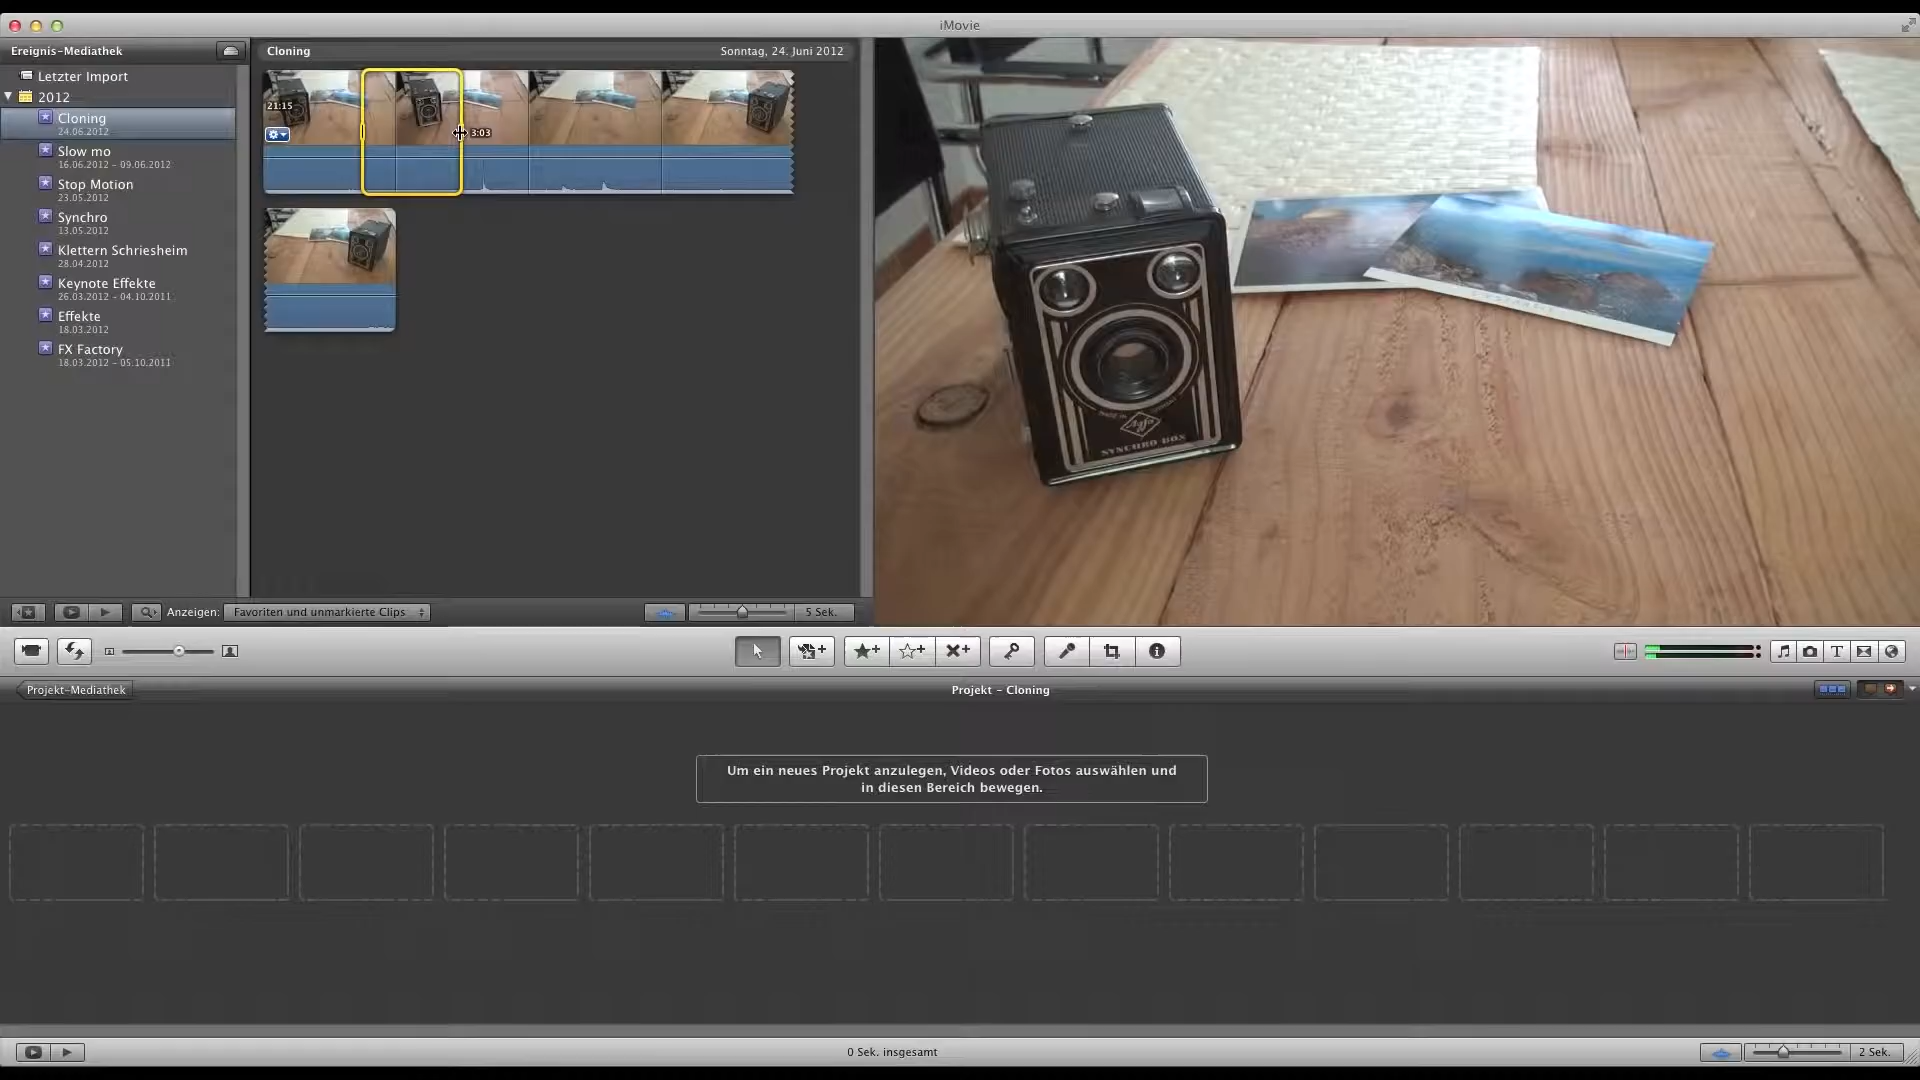 iMovie
Ereignis-Mediathek
Cloning
Sonntag, 24. Juni 2012
Letzter Import
2012
Cloning
24.06.2012
Slow mo
16.06.2012 – 09.06.2012
Stop Motion
23.05.2012
Synchro
13.05.2012
Klettern Schriesheim
28.04.2012
Keynote Effekte
26.03.2012 – 04.10.2011
Effekte
18.03.2012
FX Factory
18.03.2012 – 05.10.2011
21:15
3:03
Agfa
SYNCHRO BOX
Anzeigen:
Favoriten und unmarkierte Clips
5 Sek.
Projekt-Mediathek
Projekt – Cloning
Um ein neues Projekt anzulegen, Videos oder Fotos auswählen und
in diesen Bereich bewegen.
0 Sek. insgesamt
2 Sek.